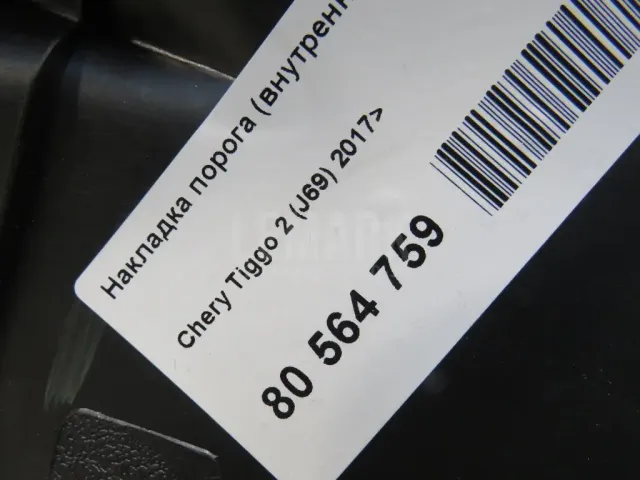 Накладка порога (внутренн
Chery Tiggo 2 (J69) 2017>
80 564 759